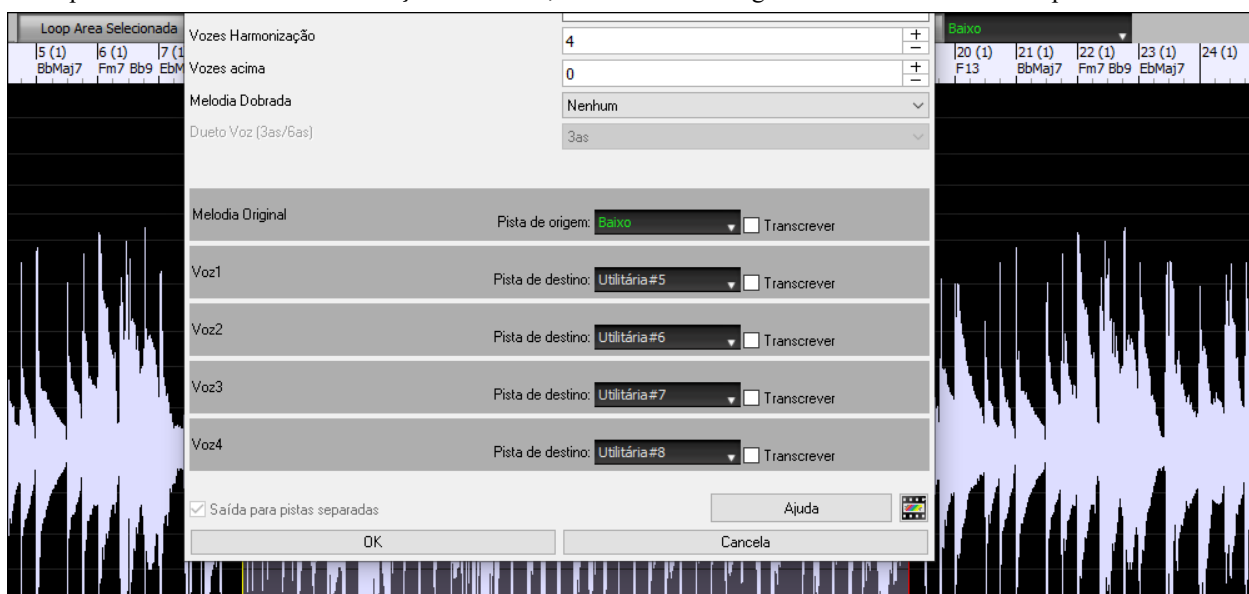 Loop Area Selecionada
Baixo
5 (1) 6 (1) 7 (1
BbMaj7 Fm7 Bb9 EbM
20 (1) 21 (1) 22 (1) 23 (1) 24 (1)
F13 BbMaj7 Fm7 Bb9 EbMaj7
Vozes Harmonização 4
Vozes acima 0
Melodia Dobrada Nenhum
Dueto Voz (3as/6as) 3as
Melodia Original Pista de origem: Baixo Transcrever
Voz1 Pista de destino: Utilitária#5 Transcrever
Voz2 Pista de destino: Utilitária#6 Transcrever
Voz3 Pista de destino: Utilitária#7 Transcrever
Voz4 Pista de destino: Utilitária#8 Transcrever
Saída para pistas separadas Ajuda
OK Cancela